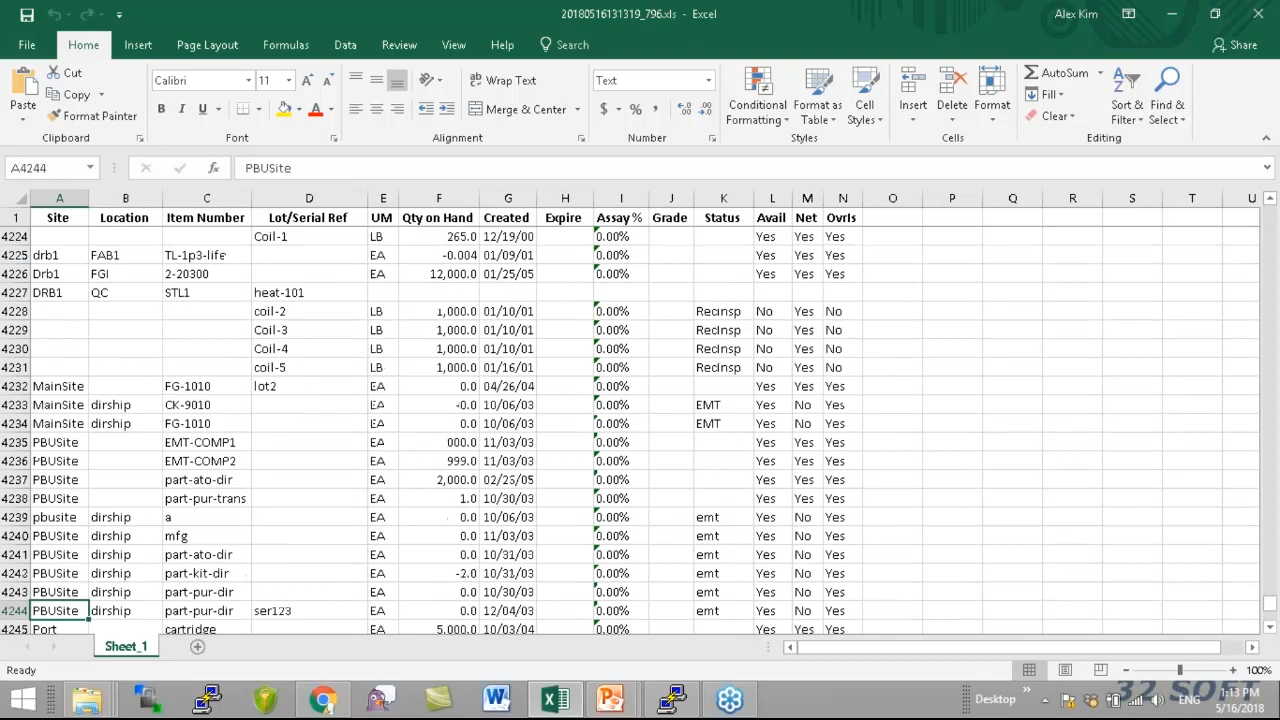 20180516131319_796.xls - Excel
Alex Kim
File Home Insert Page Layout Formulas Data Review View Help Search Share
Cut
Copy
Format Painter
Paste
Calibri 11
B I U
Wrap Text
Merge & Center
Text
$ % ,
Conditional Formatting
Format as Table
Cell Styles
Insert
Delete
Format
AutoSum
Fill
Clear
Sort & Filter
Find & Select
Clipboard Font Alignment Number Styles Cells Editing
A4244 fx PBUSite
A B C D E F G H I J K L M N O P Q R S T U
1 Site Location Item Number Lot/Serial Ref UM Qty on Hand Created Expire Assay % Grade Status Avail Net Ovrls
4224 Coil-1 LB 265.0 12/19/00 0.00% Yes Yes Yes
4225 drb1 FAB1 TL-1p3-life EA -0.004 01/09/01 0.00% Yes Yes Yes
4226 Drb1 FGI 2-20300 EA 12,000.0 01/25/05 0.00% Yes Yes Yes
4227 DRB1 QC STL1 heat-101
4228 coil-2 LB 1,000.0 01/10/01 0.00% RecInsp No Yes No
4229 Coil-3 LB 1,000.0 01/10/01 0.00% RecInsp No Yes No
4230 Coil-4 LB 1,000.0 01/10/01 0.00% RecInsp No Yes No
4231 coil-5 LB 1,000.0 01/16/01 0.00% RecInsp No Yes No
4232 MainSite FG-1010 lot2 EA 0.0 04/26/04 0.00% Yes Yes Yes
4233 MainSite dirship CK-9010 EA -0.0 10/06/03 0.00% EMT Yes No Yes
4234 MainSite dirship FG-1010 EA 0.0 10/06/03 0.00% EMT Yes No Yes
4235 PBUSite EMT-COMP1 EA 000.0 11/03/03 0.00% Yes Yes Yes
4236 PBUSite EMT-COMP2 EA 999.0 11/03/03 0.00% Yes Yes Yes
4237 PBUSite part-ato-dir EA 2,000.0 02/23/05 0.00% Yes Yes Yes
4238 PBUSite part-pur-trans EA 1.0 10/30/03 0.00% Yes Yes Yes
4239 pbusite dirship a EA 0.0 10/06/03 0.00% emt Yes No Yes
4240 PBUSite dirship mfg EA 0.0 11/03/03 0.00% emt Yes No Yes
4241 PBUSite dirship part-ato-dir EA 0.0 10/31/03 0.00% emt Yes No Yes
4242 PBUSite dirship part-kit-dir EA -2.0 10/31/03 0.00% emt Yes No Yes
4243 PBUSite dirship part-pur-dir EA 0.0 10/30/03 0.00% emt Yes No Yes
4244 PBUSite dirship part-pur-dir ser123 EA 0.0 12/04/03 0.00% emt Yes No Yes
4245 Port cartridge EA 5,000.0 10/03/04 0.00% Yes Yes Yes
Sheet_1
Ready 100%
Desktop ENG 1:13 PM
5/16/2018
32 SOFT